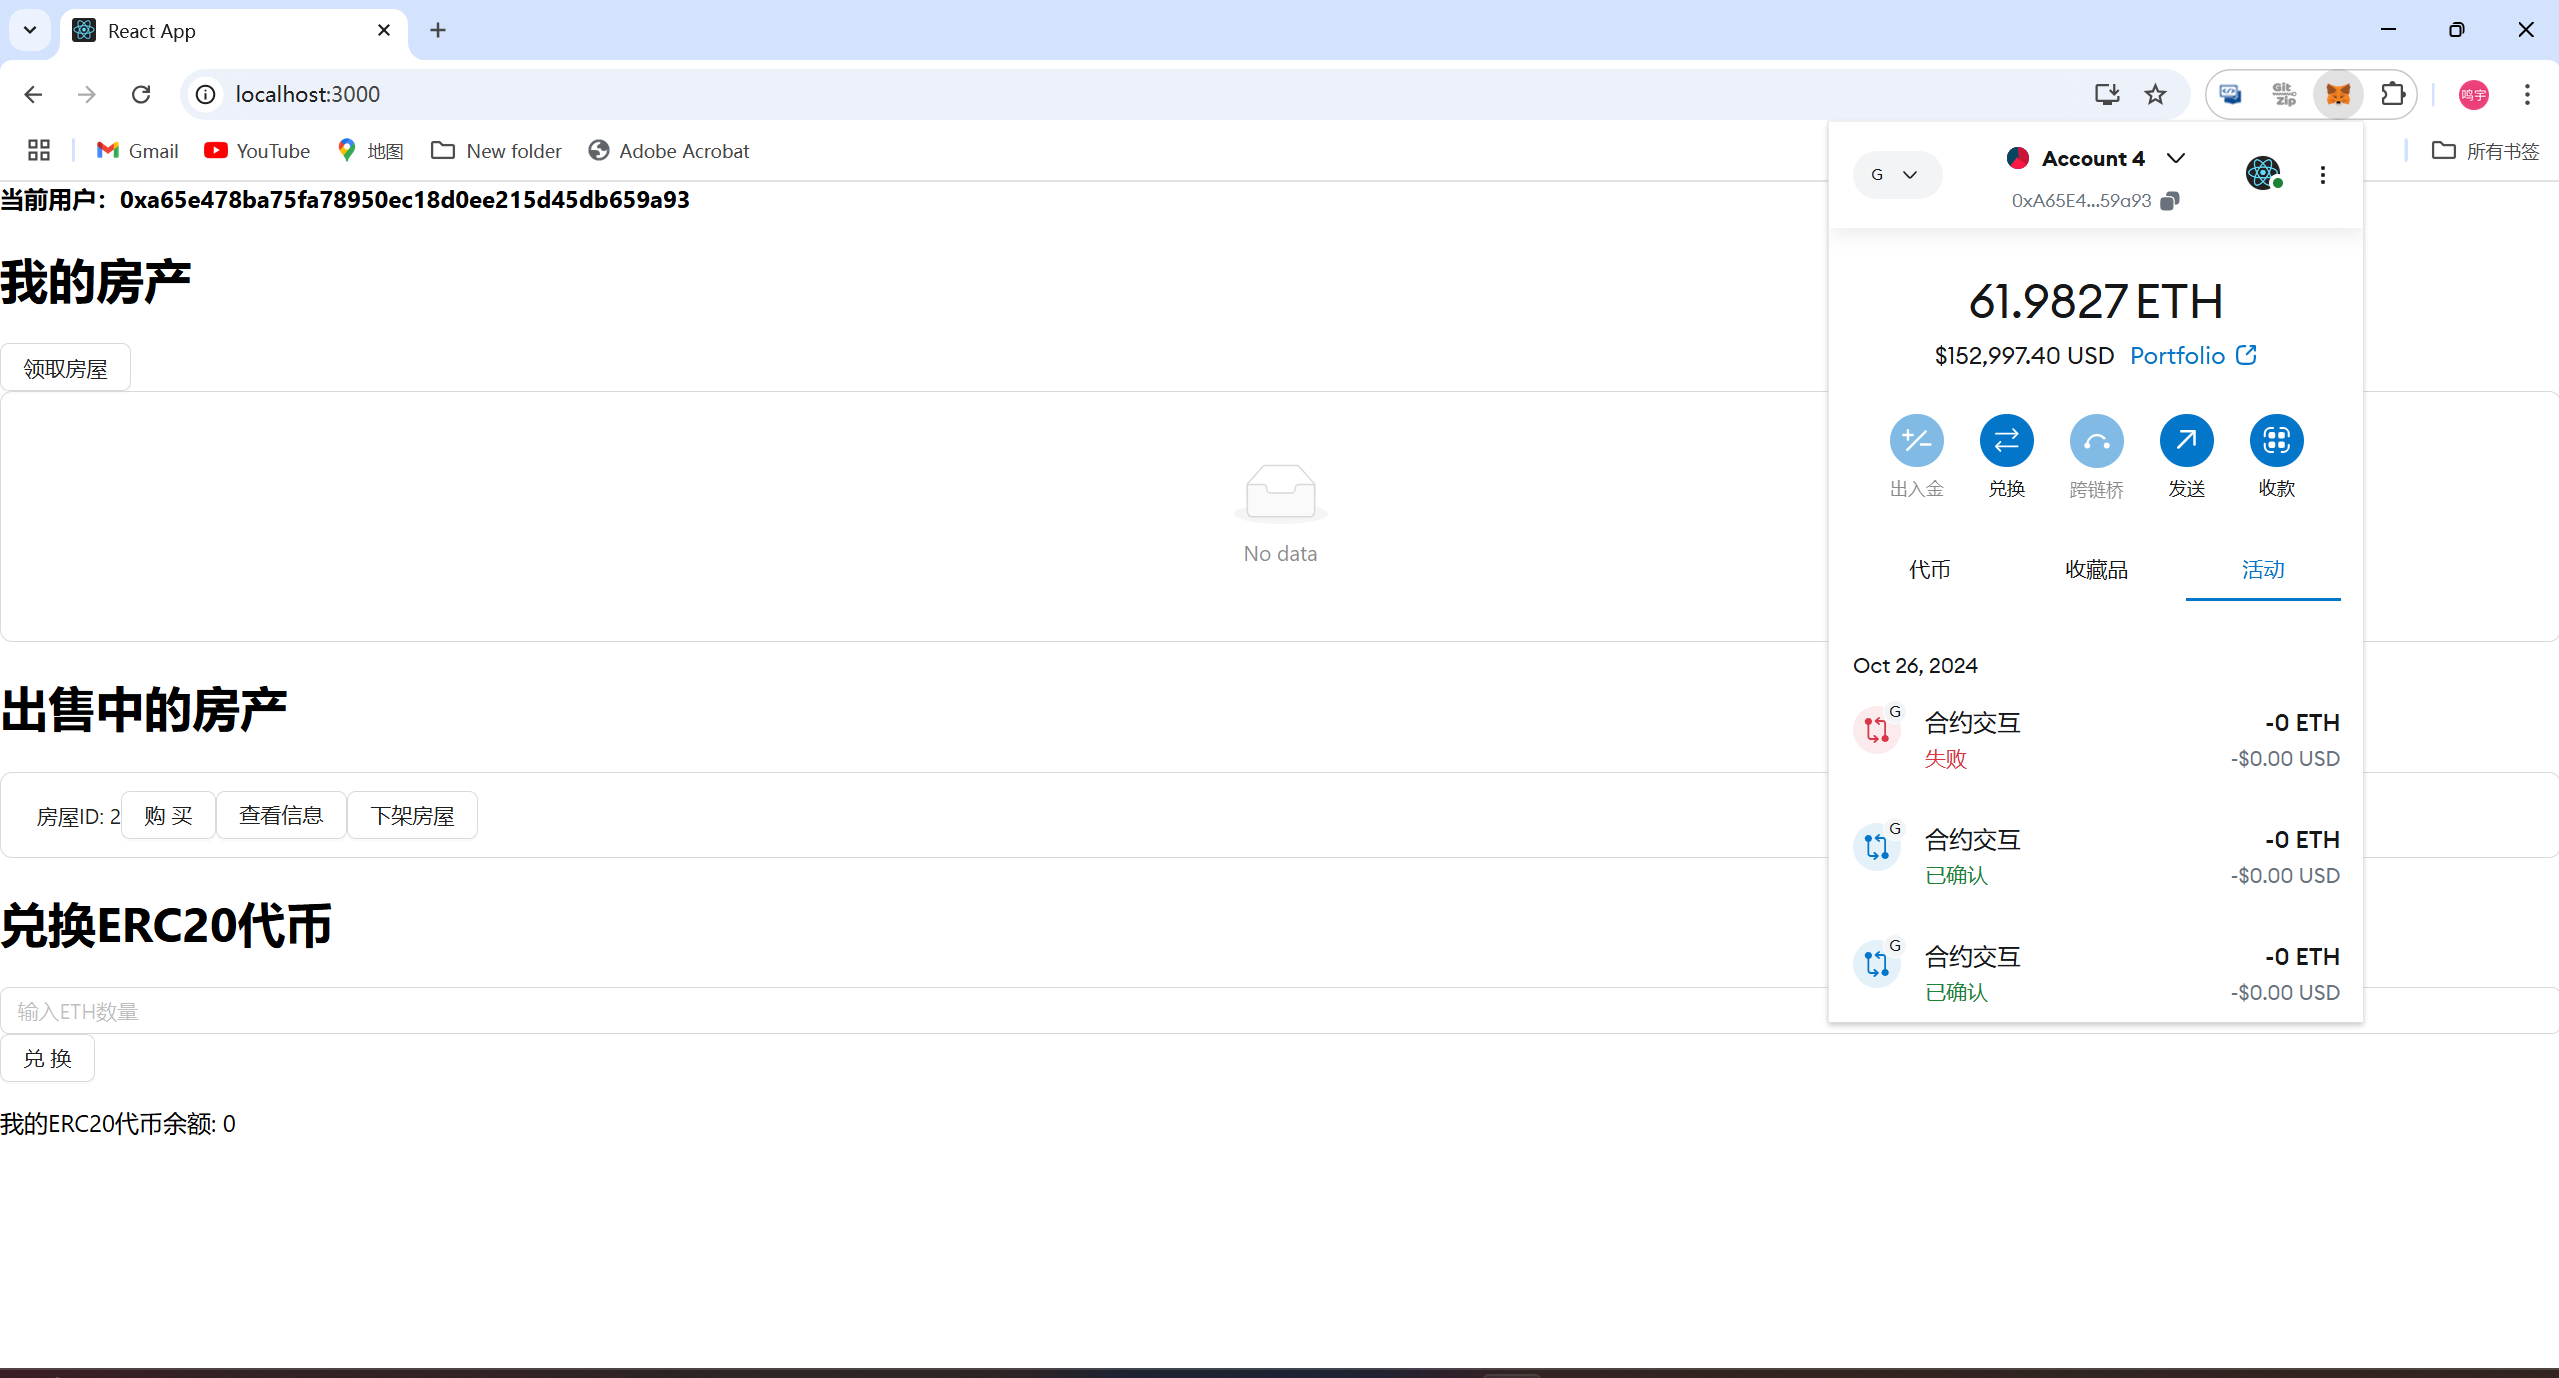 React App
localhost:3000
Git
Zip
鸣宇
Gmail
YouTube
地图
New folder
Adobe Acrobat
所有书签
当前用户：0xa65e478ba75fa78950ec18d0ee215d45db659a93
我的房产
领取房屋
No data
出售中的房产
房屋ID: 2
购 买
查看信息
下架房屋
兑换ERC20代币
输入ETH数量
兑 换
我的ERC20代币余额: 0
G
Account 4
0xA65E4...59a93
61.9827 ETH
$152,997.40 USD Portfolio
出入金
兑换
跨链桥
发送
收款
代币
收藏品
活动
Oct 26, 2024
G
合约交互
-0 ETH
失败
-$0.00 USD
G
合约交互
-0 ETH
已确认
-$0.00 USD
G
合约交互
-0 ETH
已确认
-$0.00 USD